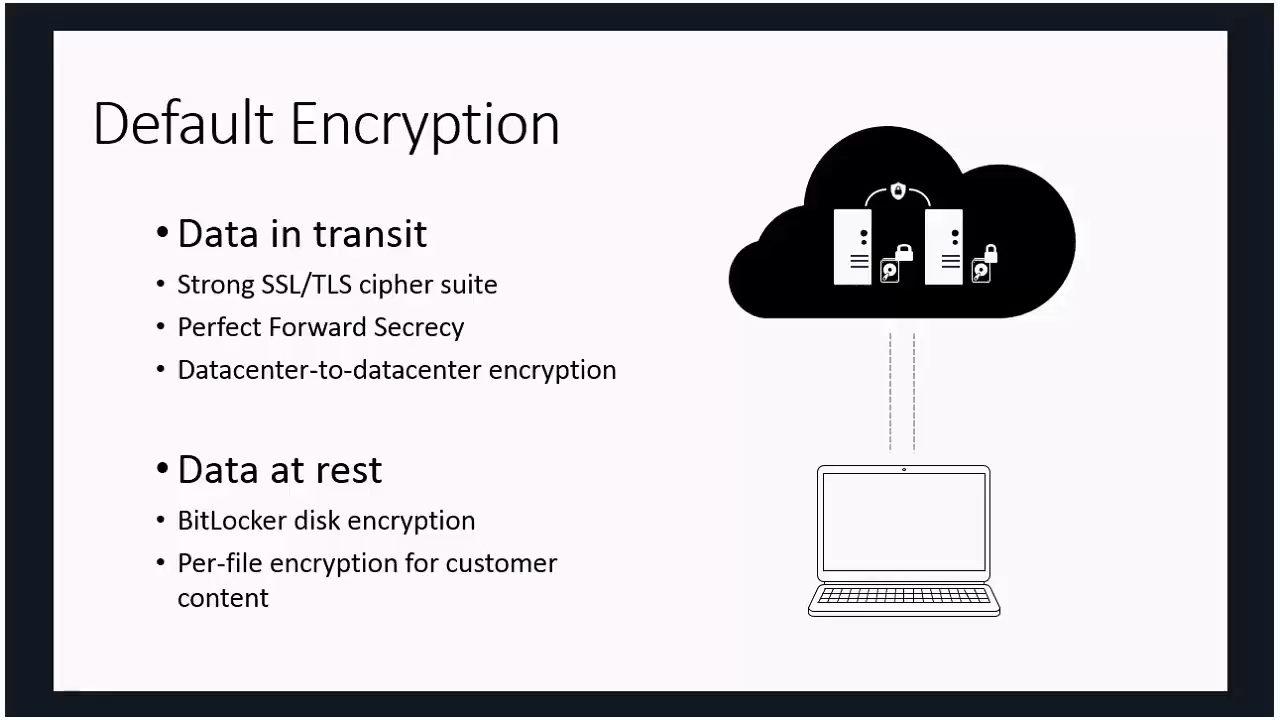 Default Encryption
• Data in transit
• Strong SSL/TLS cipher suite
• Perfect Forward Secrecy
• Datacenter-to-datacenter encryption
• Data at rest
• BitLocker disk encryption
• Per-file encryption for customer
content